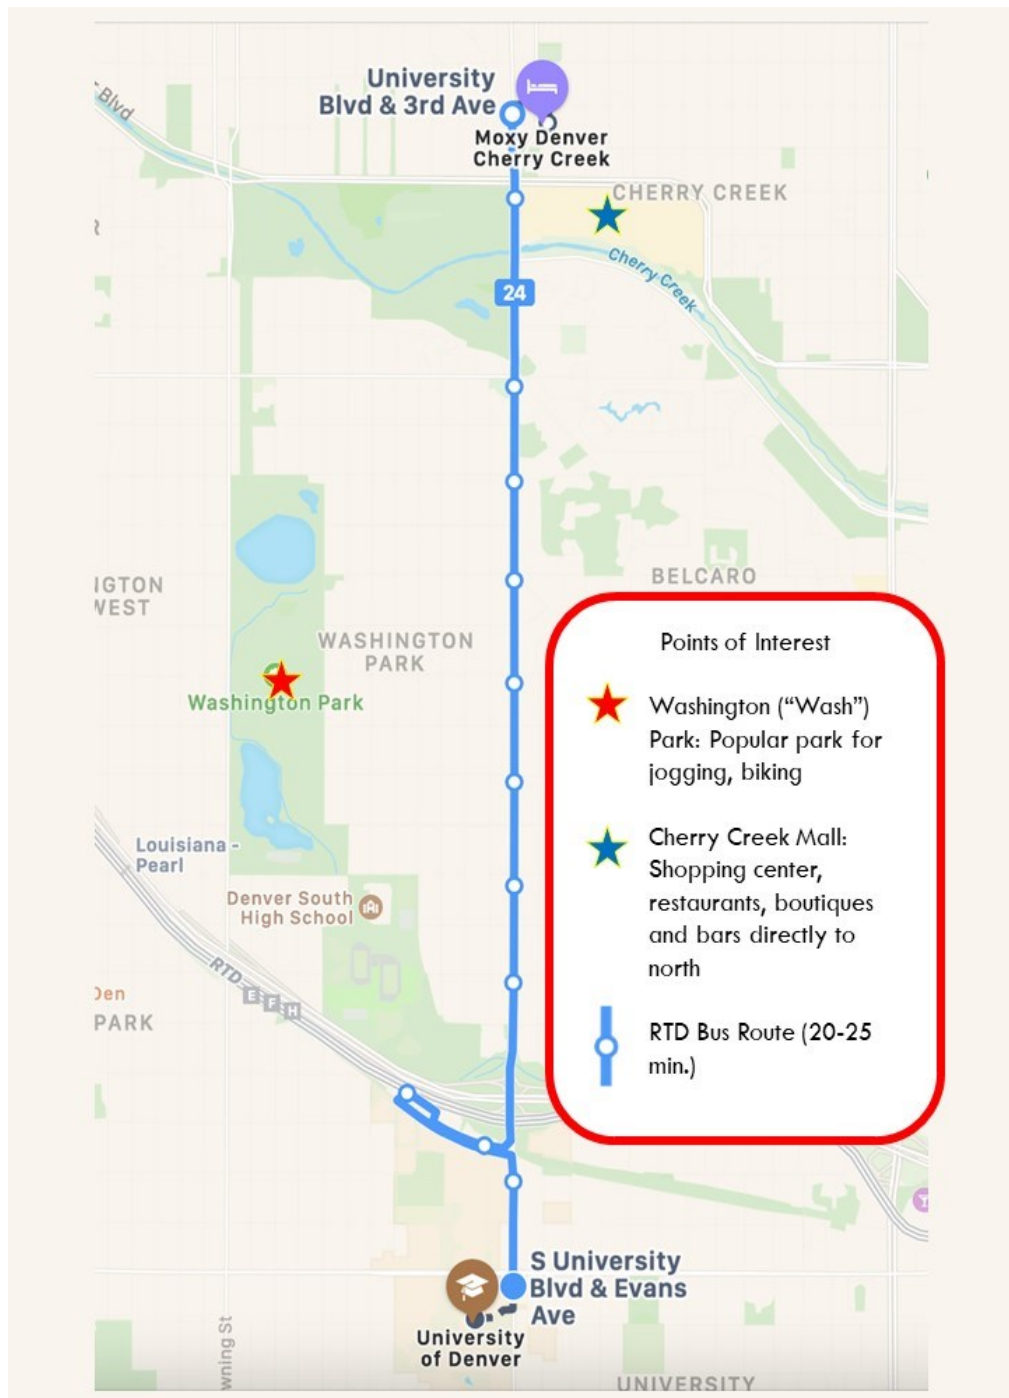 r Blvd
University
Blvd & 3rd Ave
Moxy Denver
Cherry Creek
CHERRY CREEK
Cherry Creek
24
IGTON
WEST
BELCARO
WASHINGTON
PARK
Washington Park
Points of Interest
Washington (“Wash”)
Park: Popular park for
jogging, biking
Cherry Creek Mall:
Shopping center,
restaurants, boutiques
and bars directly to
north
RTD Bus Route (20-25
min.)
Louisiana -
Pearl
Denver South
High School
RTD
E F H
Den
PARK
S University
Blvd & Evans
Ave
University
of Denver
wning St
UNIVERSITY